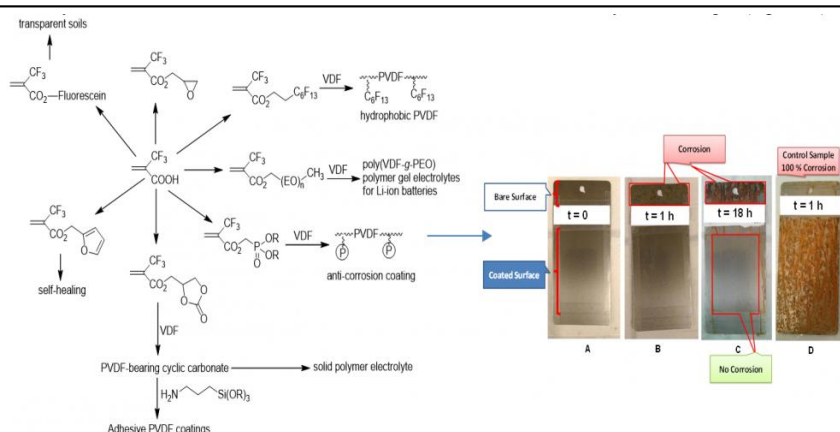 transparent soils
CF3
CO2—Fluorescein
CF3
CO2
O
CF3
CO2
C6F13
VDF
PVDF
C6F13
C6F13
hydrophobic PVDF
CF3
COOH
CF3
CO2
(EO)n
CH3
VDF
poly(VDF-g-PEO)
polymer gel electrolytes
for Li-ion batteries
CF3
CO2
O
self-healing
CF3
CO2
P
OR
OR
O
VDF
PVDF
P
P
anti-corrosion coating
CF3
CO2
O
O
O
VDF
PVDF-bearing cyclic carbonate
solid polymer electrolyte
H2N
Si(OR)3
Adhesive PVDF coatings
Corrosion
Control Sample
100 % Corrosion
Bare Surface
t = 0
t = 1 h
t = 18 h
t = 1 h
Coated Surface
A
B
C
D
No Corrosion